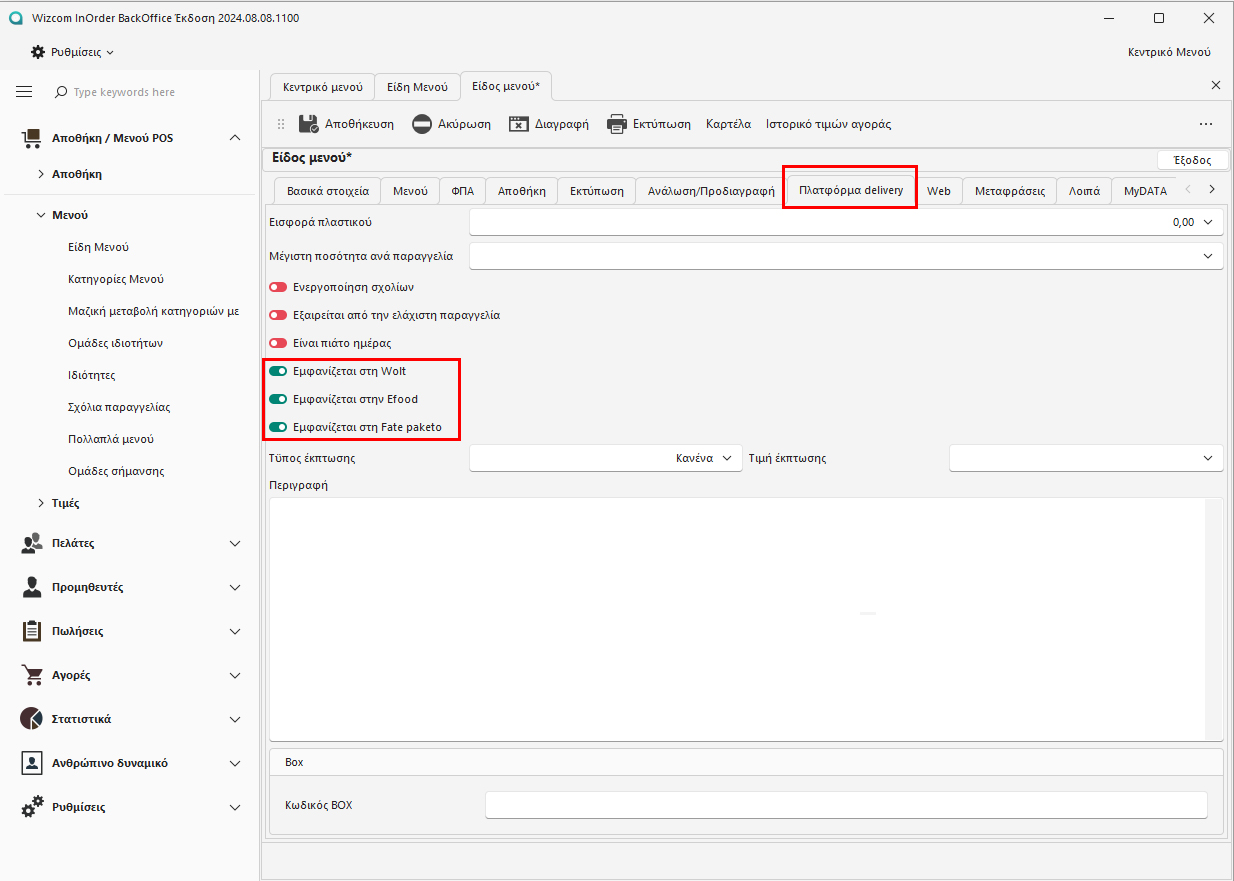 Wizcom InOrder BackOffice Έκδοση 2024.08.08.1100
Ρυθμίσεις
Κεντρικό Μενού
Type keywords here
Κεντρικό μενού
Είδη Μενού
Είδος μενού*
Αποθήκη / Μενού POS
Αποθήκη
Μενού
Είδη Μενού
Κατηγορίες Μενού
Μαζική μεταβολή κατηγοριών με
Ομάδες ιδιοτήτων
Ιδιότητες
Σχόλια παραγγελίας
Πολλαπλά μενού
Ομάδες σήμανσης
Τιμές
Πελάτες
Προμηθευτές
Πωλήσεις
Αγορές
Στατιστικά
Ανθρώπινο δυναμικό
Ρυθμίσεις
Αποθήκευση
Ακύρωση
Διαγραφή
Εκτύπωση
Καρτέλα
Ιστορικό τιμών αγοράς
Είδος μενού*
Έξοδος
Βασικά στοιχεία
Μενού
ΦΠΑ
Αποθήκη
Εκτύπωση
Ανάλωση/Προδιαγραφή
Πλατφόρμα delivery
Web
Μεταφράσεις
Λοιπά
MyDATA
Εισφορά πλαστικού
0,00
Μέγιστη ποσότητα ανά παραγγελία
Ενεργοποίηση σχολίων
Εξαιρείται από την ελάχιστη παραγγελία
Είναι πιάτο ημέρας
Εμφανίζεται στη Wolt
Εμφανίζεται στην Efood
Εμφανίζεται στη Fate paketo
Τύπος έκπτωσης
Κανένα
Τιμή έκπτωσης
Περιγραφή
Box
Κωδικός BOX